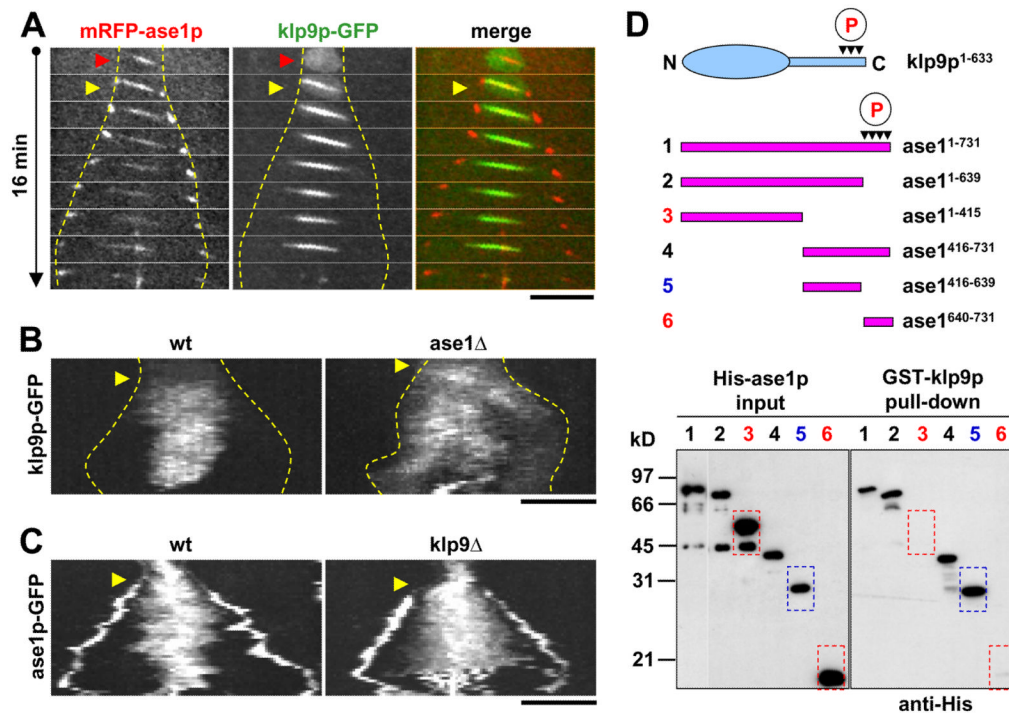 A
mRFP-ase1p
klp9p-GFP
merge
16 min
B
wt
ase1Δ
klp9p-GFP
C
wt
klp9Δ
ase1p-GFP
D
P
N
C
klp9p1-633
P
1
ase11-731
2
ase11-639
3
ase11-415
4
ase1416-731
5
ase1416-639
6
ase1640-731
His-ase1p
input
GST-klp9p
pull-down
kD
1 2 3 4 5 6
1 2 3 4 5 6
97
66
45
31
21
anti-His